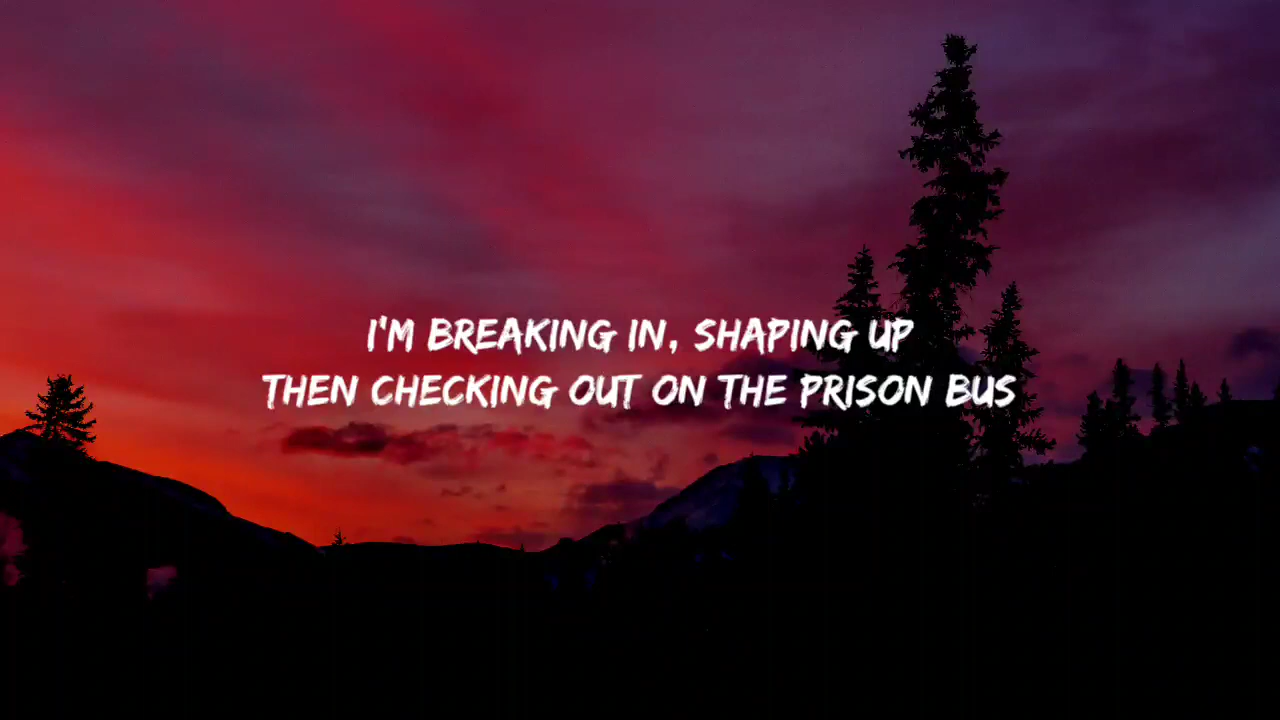 I'M BREAKING IN, SHAPING UP
THEN CHECKING OUT ON THE PRISON BUS